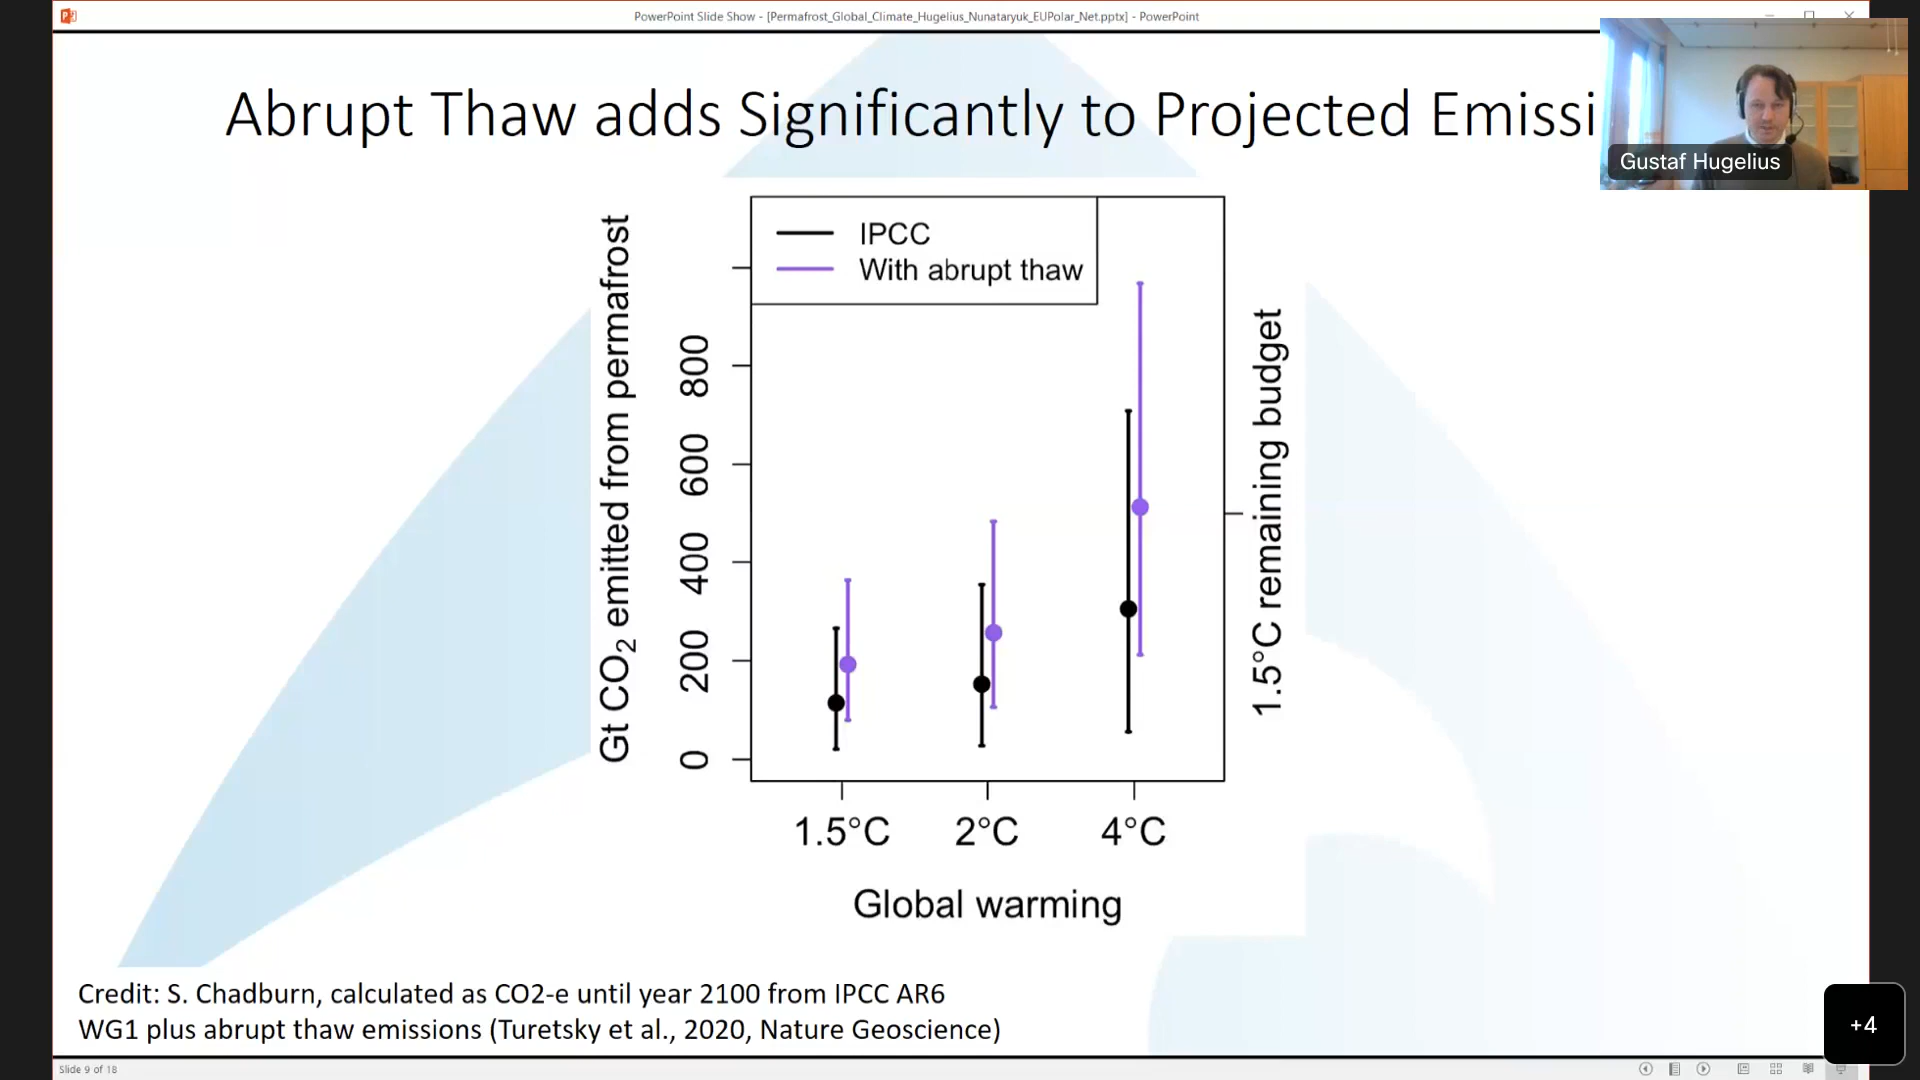 PowerPoint Slide Show - [Permafrost_Global_Climate_Hugelius_Nunataryuk_EUPolar_Net.pptx] - PowerPoint
Abrupt Thaw adds Significantly to Projected Emissi
Gustaf Hugelius
IPCC
With abrupt thaw
Gt CO2 emitted from permafrost
800
600
400
200
0
1.5°C remaining budget
1.5°C 2°C 4°C
Global warming
Credit: S. Chadburn, calculated as CO2-e until year 2100 from IPCC AR6
WG1 plus abrupt thaw emissions (Turetsky et al., 2020, Nature Geoscience)
+4
Slide 9 of 18